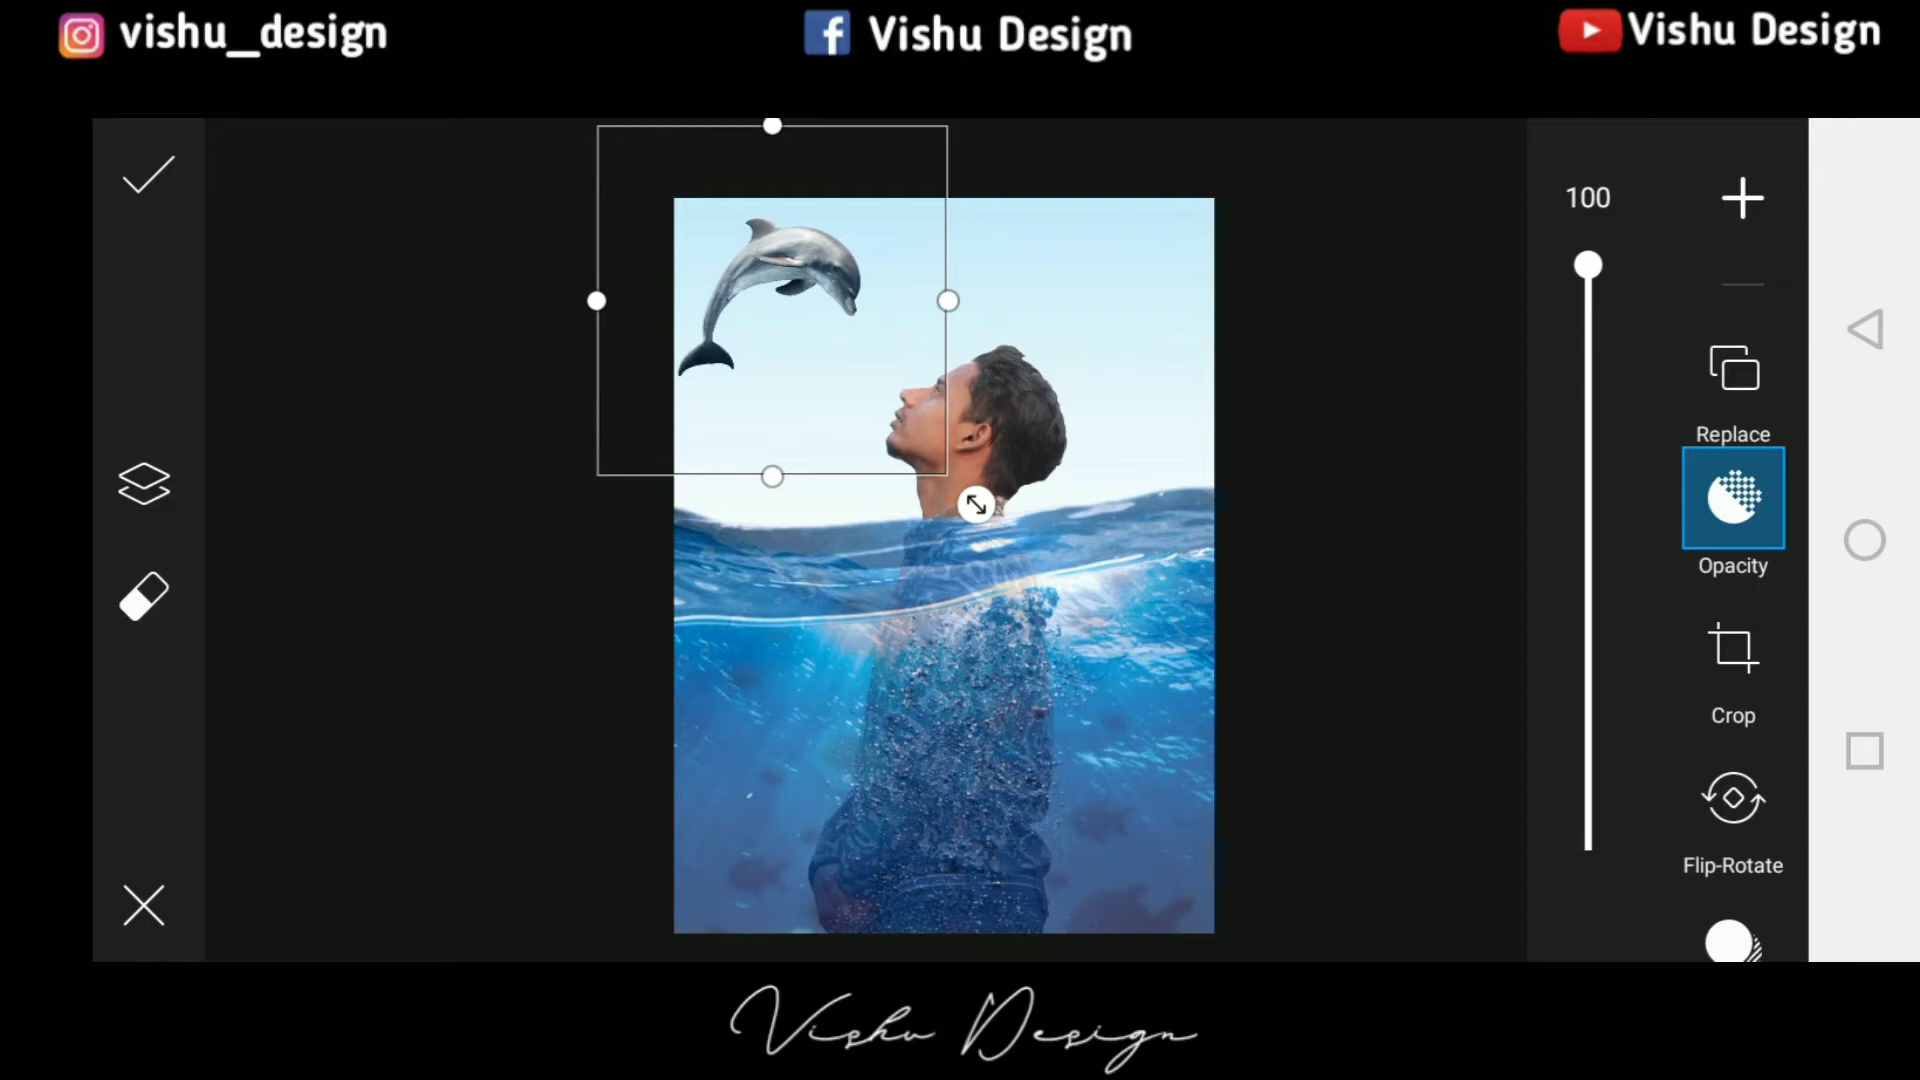 vishu_design
Vishu Design
Vishu Design
100
Replace
Opacity
Crop
Flip-Rotate
Vishu Design